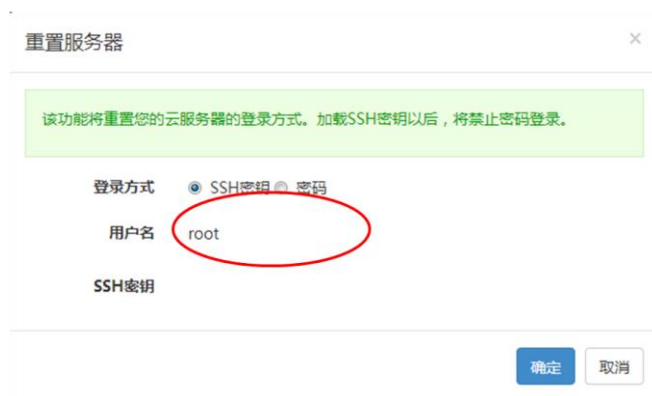 重置服务器 ×
该功能将重置您的云服务器的登录方式。加载SSH密钥以后，将禁止密码登录。
登录方式 SSH密钥 密码
用户名 root
SSH密钥
确定 取消